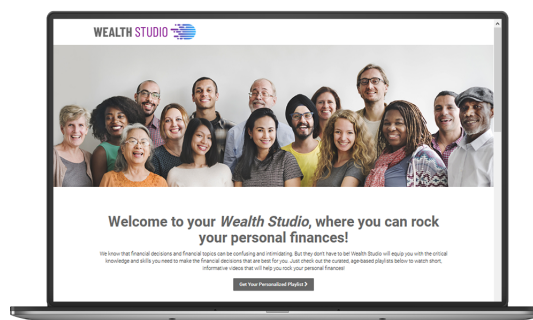 WEALTH STUDIO
Welcome to your Wealth Studio, where you can rock
your personal finances!
We know that financial decisions and financial topics can be confusing and intimidating. But they don't have to be! Wealth Studio will equip you with the critical
knowledge and skills you need to make the financial decisions that are best for you. Just check out the curated, age-based playlists below to watch short,
informative videos that will help you rock your personal finances!
Get Your Personalized Playlist >